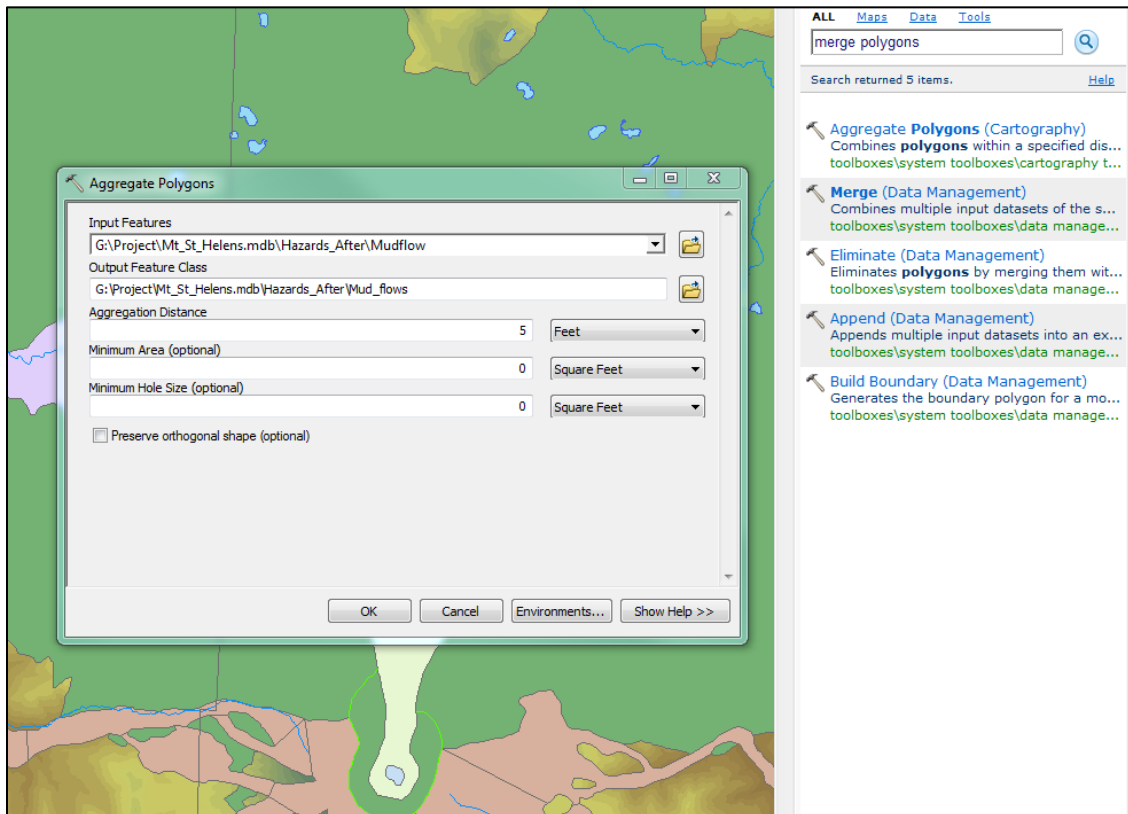 ALL Maps Data Tools
merge polygons
Search returned 5 items. Help
Aggregate Polygons (Cartography)
Combines polygons within a specified dis...
toolboxes\system toolboxes\cartography t...
Merge (Data Management)
Combines multiple input datasets of the s...
toolboxes\system toolboxes\data manage...
Eliminate (Data Management)
Eliminates polygons by merging them wit...
toolboxes\system toolboxes\data manage...
Append (Data Management)
Appends multiple input datasets into an ex...
toolboxes\system toolboxes\data manage...
Build Boundary (Data Management)
Generates the boundary polygon for a mo...
toolboxes\system toolboxes\data manage...
Aggregate Polygons
Input Features
G:\Project\Mt_St_Helens.mdb\Hazards_After\Mudflow
Output Feature Class
G:\Project\Mt_St_Helens.mdb\Hazards_After\Mud_flows
Aggregation Distance
5 Feet
Minimum Area (optional)
0 Square Feet
Minimum Hole Size (optional)
0 Square Feet
Preserve orthogonal shape (optional)
OK Cancel Environments... Show Help >>